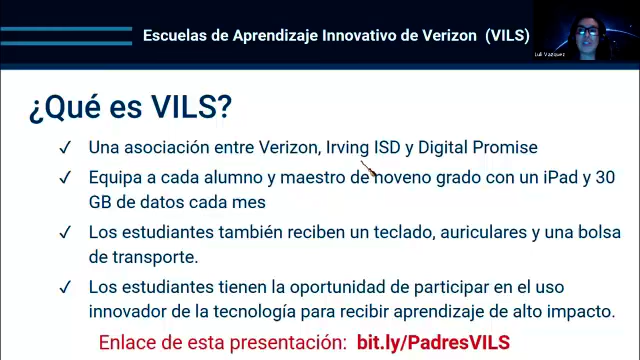 Escuelas de Aprendizaje Innovativo de Verizon (VILS)
Luli Vazquez
¿Qué es VILS?
✓ Una asociación entre Verizon, Irving ISD y Digital Promise
✓ Equipa a cada alumno y maestro de noveno grado con un iPad y 30
GB de datos cada mes
✓ Los estudiantes también reciben un teclado, auriculares y una bolsa
de transporte.
✓ Los estudiantes tienen la oportunidad de participar en el uso
innovador de la tecnología para recibir aprendizaje de alto impacto.
Enlace de esta presentación: bit.ly/PadresVILS